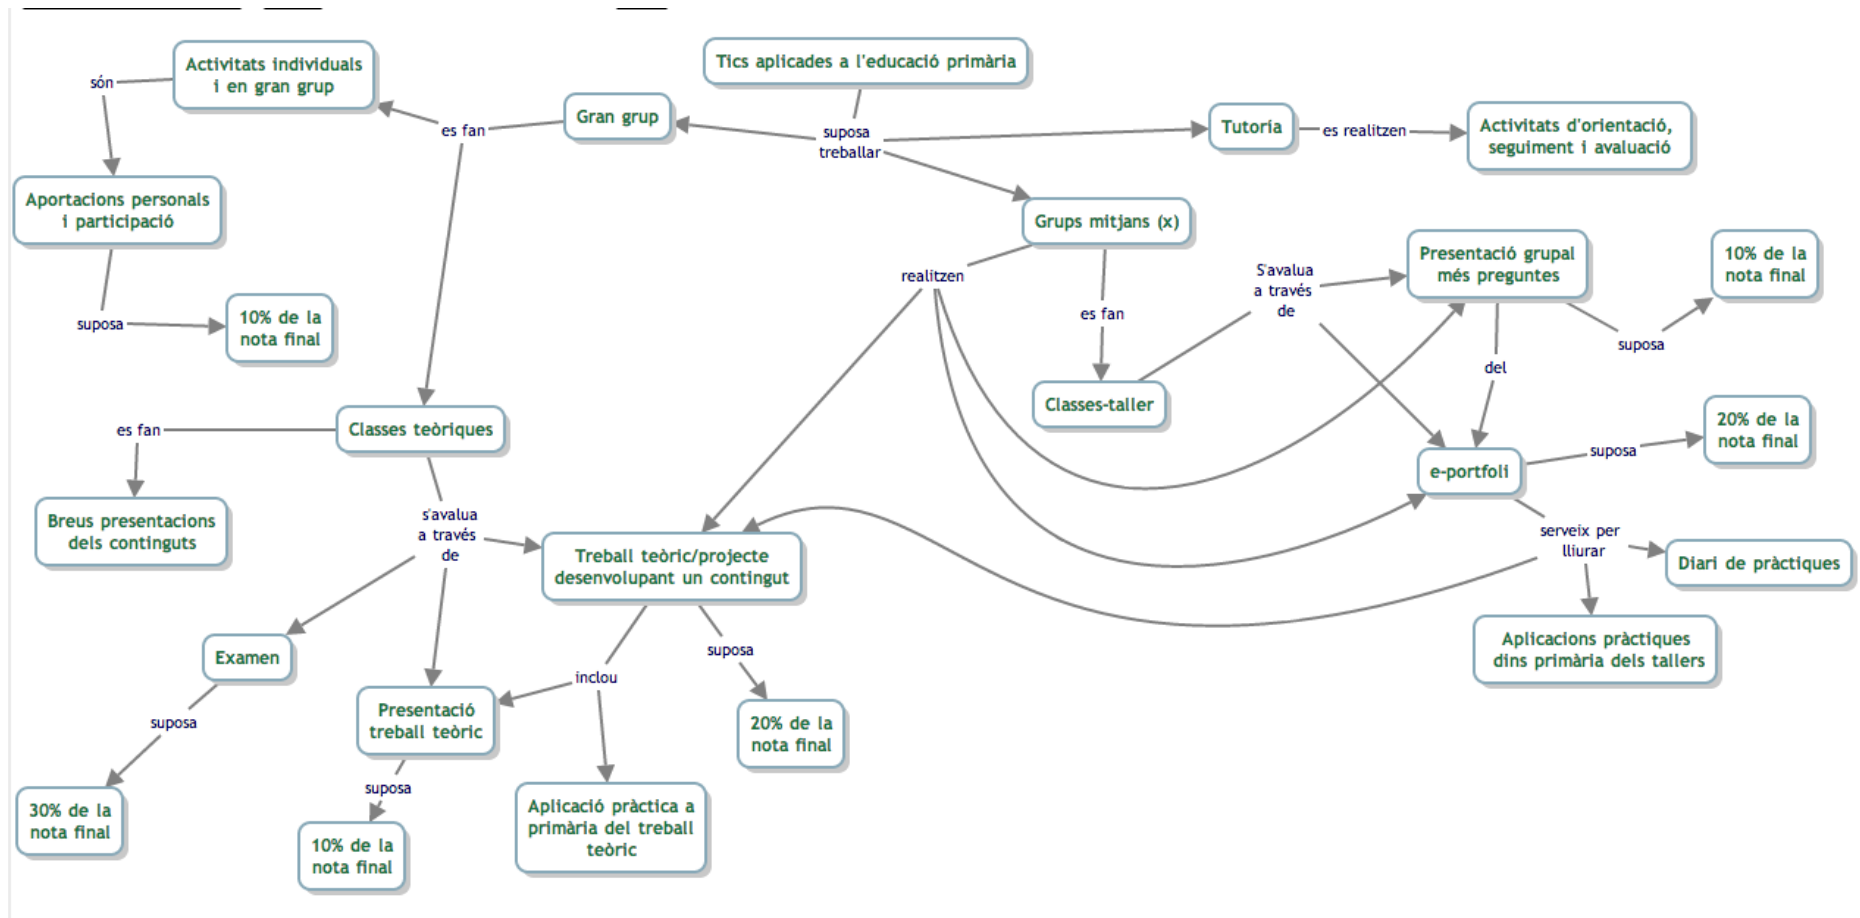 Tics aplicades a l'educació primària
Activitats individuals
i en gran grup
són
es fan
Gran grup
suposa
treballar
Tutoría
es realitzen
Activitats d'orientació,
seguiment i avaluació
Aportacions personals
i participació
Grups mitjans (x)
suposa
10% de la
nota final
realitzen
es fan
S'avalua
a través
de
Presentació grupal
més preguntes
10% de la
nota final
suposa
del
Classes-taller
Classes teòriques
es fan
Breus presentacions
dels continguts
s'avalua
a través
de
e-portfoli
suposa
20% de la
nota final
serveix per
lliurar
Diari de pràctiques
Aplicacions pràctiques
dins primària dels tallers
Treball teòric/projecte
desenvolupant un contingut
Examen
suposa
30% de la
nota final
Presentació
treball teòric
suposa
10% de la
nota final
inclou
Aplicació pràctica a
primària del treball
teòric
suposa
20% de la
nota final